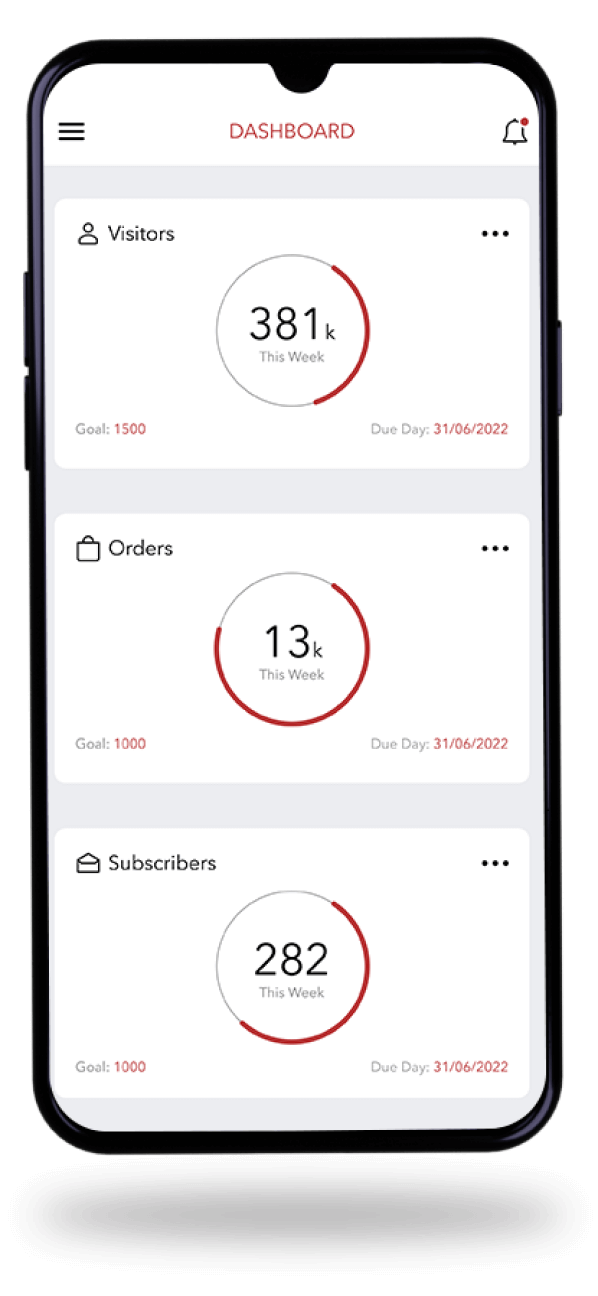 DASHBOARD
Visitors
381k
This Week
Goal: 1500 Due Day: 31/06/2022
Orders
13k
This Week
Goal: 1000 Due Day: 31/06/2022
Subscribers
282
This Week
Goal: 1000 Due Day: 31/06/2022